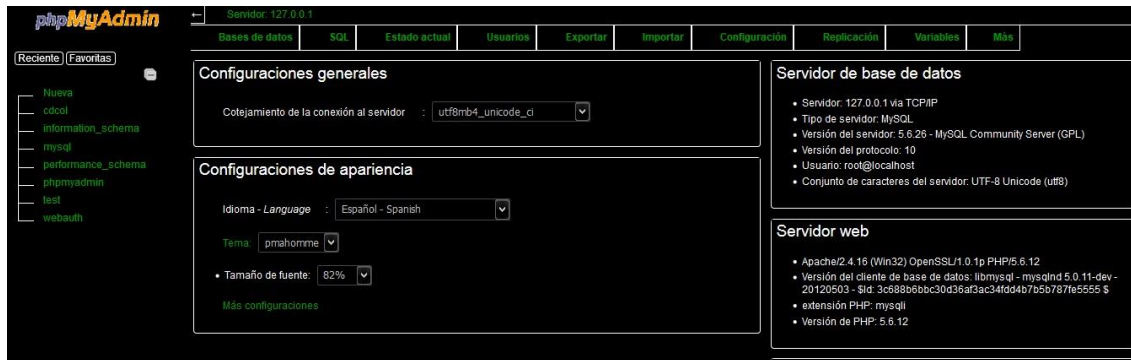 phpMyAdmin
Reciente Favoritas
Nueva
cdcol
information_schema
mysql
performance_schema
phpmyadmin
test
webauth
Servidor: 127.0.0.1
Bases de datos SQL Estado actual Usuarios Exportar Importar Configuración Replicación Variables Más
Configuraciones generales
Cotejamiento de la conexión al servidor : utf8mb4_unicode_ci
Configuraciones de apariencia
Idioma - Language : Español - Spanish
Tema: pmahomme
• Tamaño de fuente: 82%
Más configuraciones
Servidor de base de datos
• Servidor: 127.0.0.1 via TCP/IP
• Tipo de servidor: MySQL
• Versión del servidor: 5.6.26 - MySQL Community Server (GPL)
• Versión del protocolo: 10
• Usuario: root@localhost
• Conjunto de caracteres del servidor: UTF-8 Unicode (utf8)
Servidor web
• Apache/2.4.16 (Win32) OpenSSL/1.0.1p PHP/5.6.12
• Versión del cliente de base de datos: libmysql - mysqlnd 5.0.11-dev -
20120503 - $Id: 3c688b6bbc30d36af3ac34fdd4b7b5b787fe5555 $
• extensión PHP: mysqli
• Versión de PHP: 5.6.12